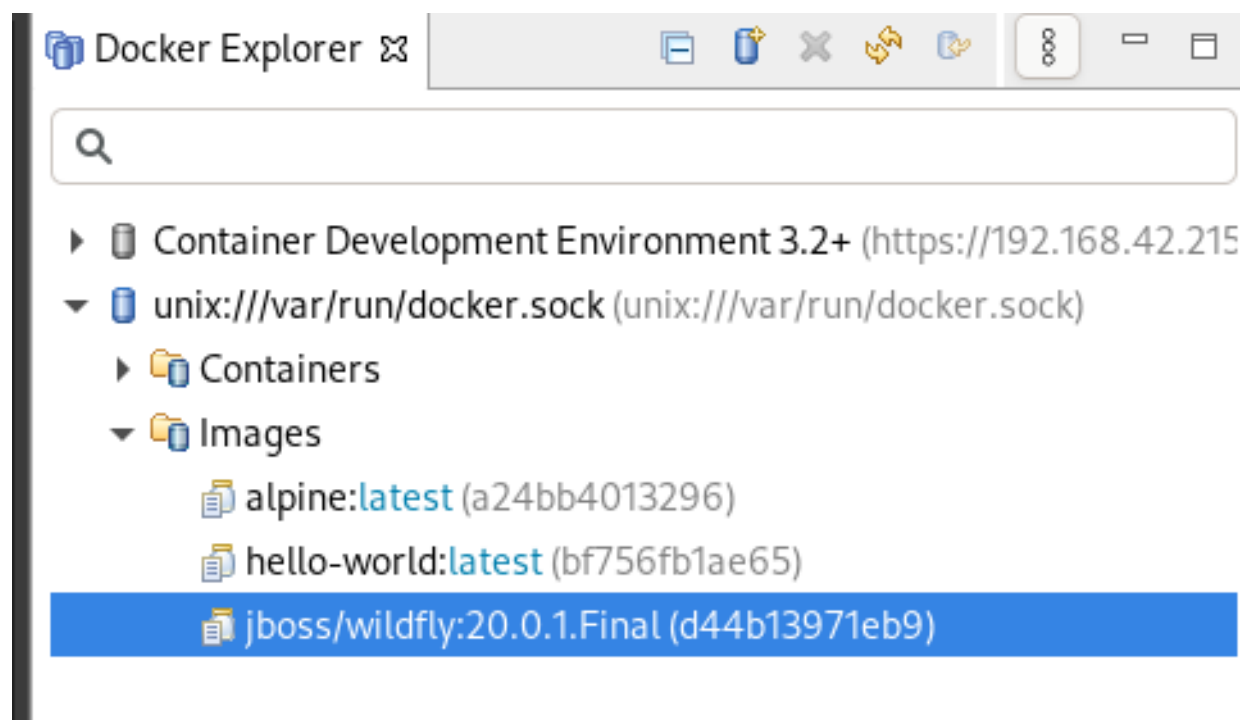 Docker Explorer
Container Development Environment 3.2+ (https://192.168.42.215
unix:///var/run/docker.sock (unix:///var/run/docker.sock)
Containers
Images
alpine:latest (a24bb4013296)
hello-world:latest (bf756fb1ae65)
jboss/wildfly:20.0.1.Final (d44b13971eb9)